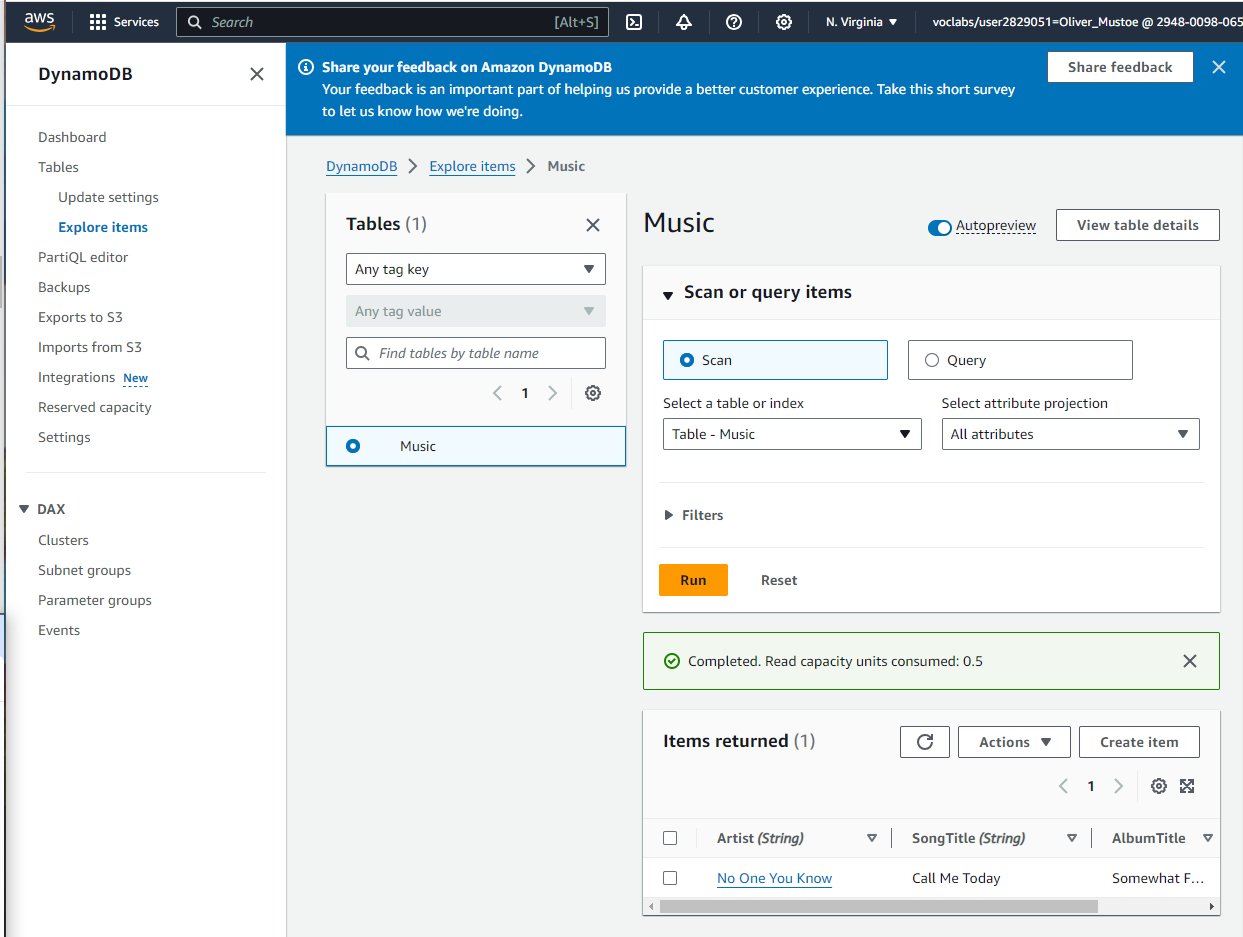 aws
Services
Search
[Alt+S]
N. Virginia
voclabs/user2829051=Oliver_Mustoe @ 2948-0098-065
DynamoDB
Dashboard
Tables
Update settings
Explore items
PartiQL editor
Backups
Exports to S3
Imports from S3
Integrations New
Reserved capacity
Settings
DAX
Clusters
Subnet groups
Parameter groups
Events
Share your feedback on Amazon DynamoDB
Your feedback is an important part of helping us provide a better customer experience. Take this short survey
to let us know how we're doing.
Share feedback
DynamoDB
Explore items
Music
Tables (1)
Any tag key
Any tag value
Find tables by table name
1
Music
Music
Autopreview
View table details
Scan or query items
Scan
Query
Select a table or index
Table - Music
Select attribute projection
All attributes
Filters
Run
Reset
Completed. Read capacity units consumed: 0.5
Items returned (1)
Actions
Create item
1
Artist (String)
SongTitle (String)
AlbumTitle
No One You Know
Call Me Today
Somewhat F...